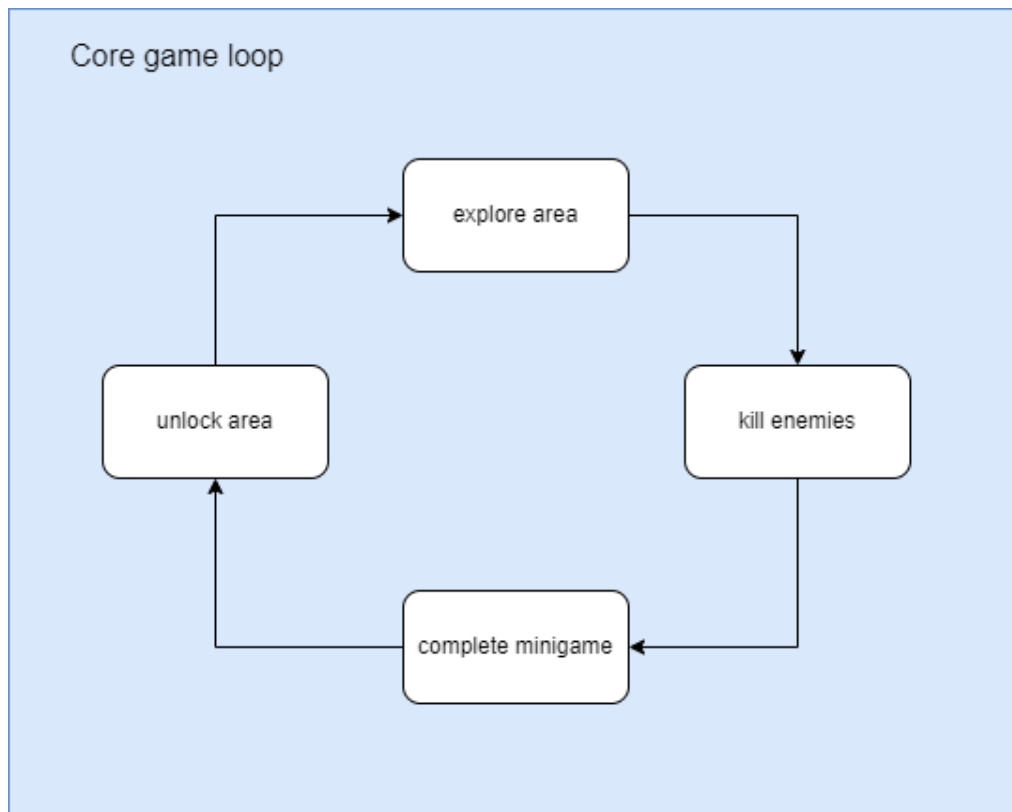 Core game loop
explore area
unlock area
kill enemies
complete minigame